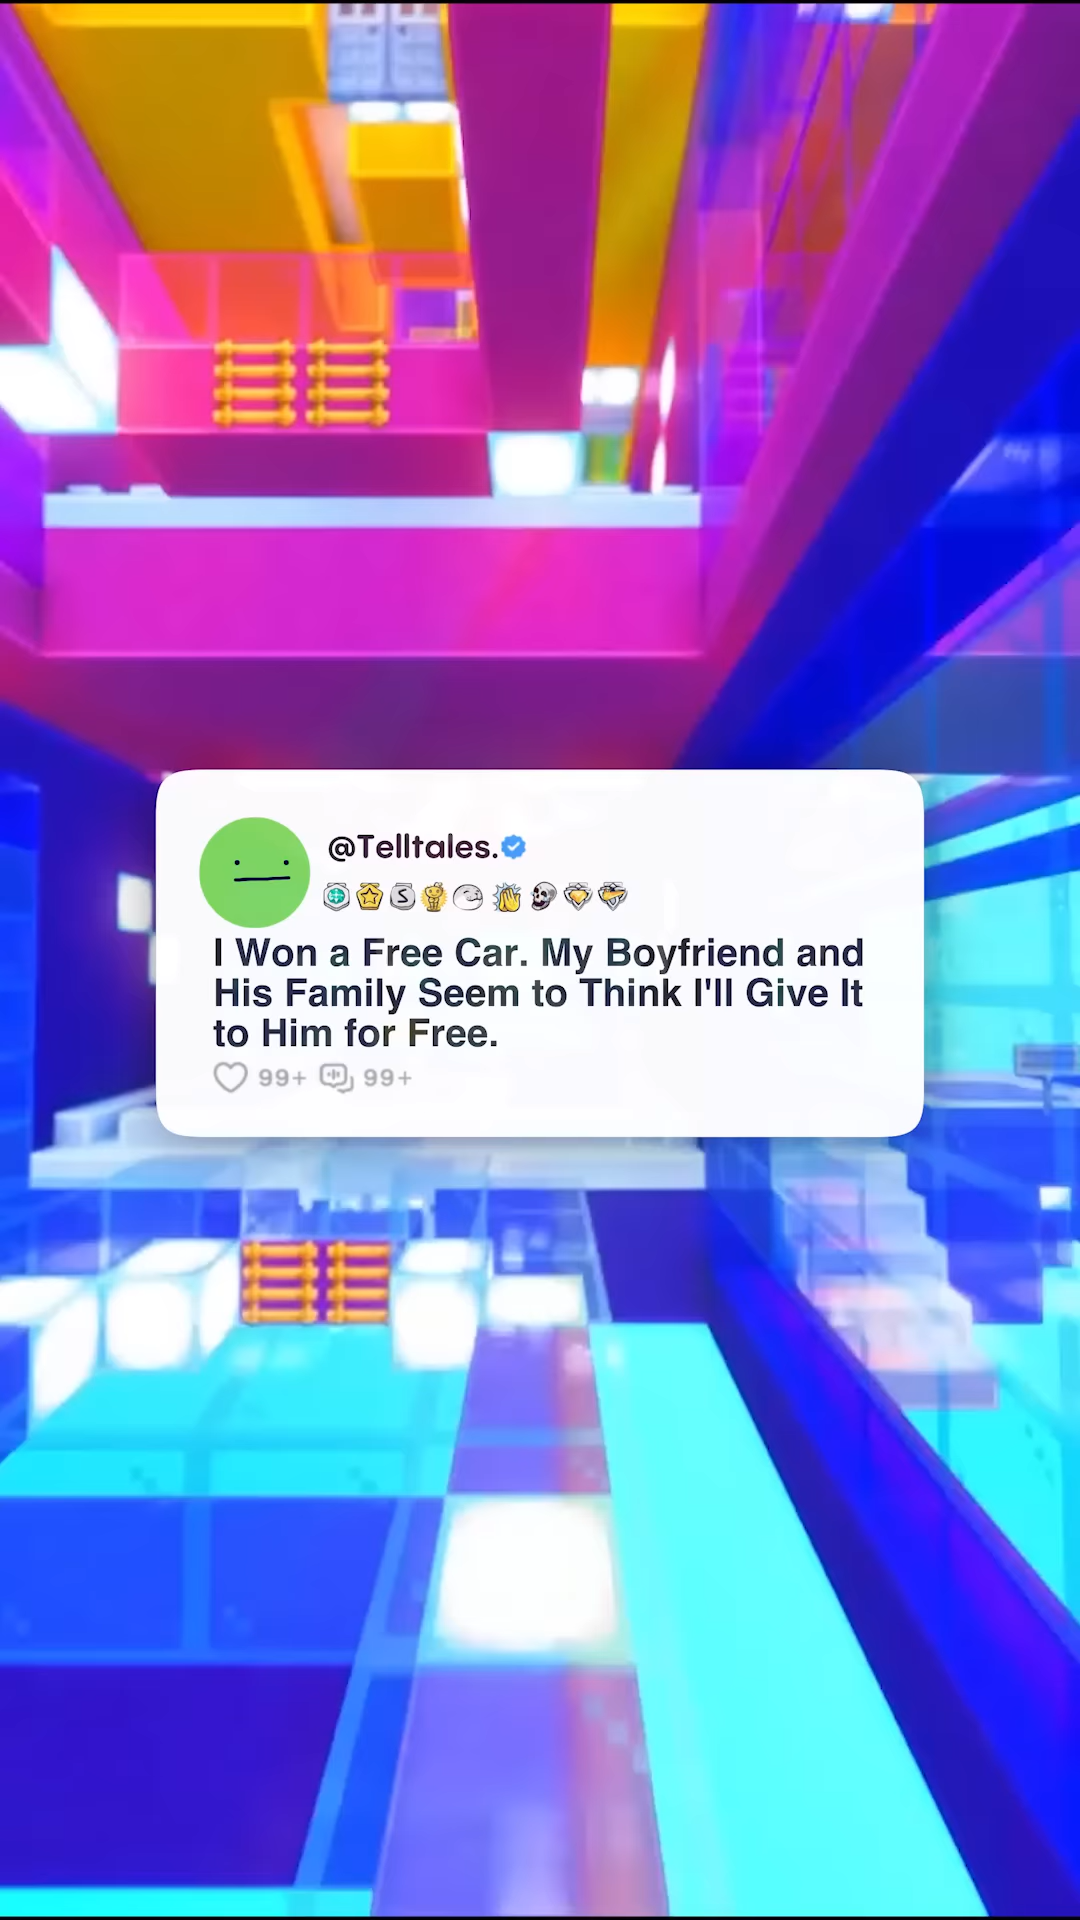 @Telltales.
I Won a Free Car. My Boyfriend and
His Family Seem to Think I'll Give It
to Him for Free.
99+ 99+